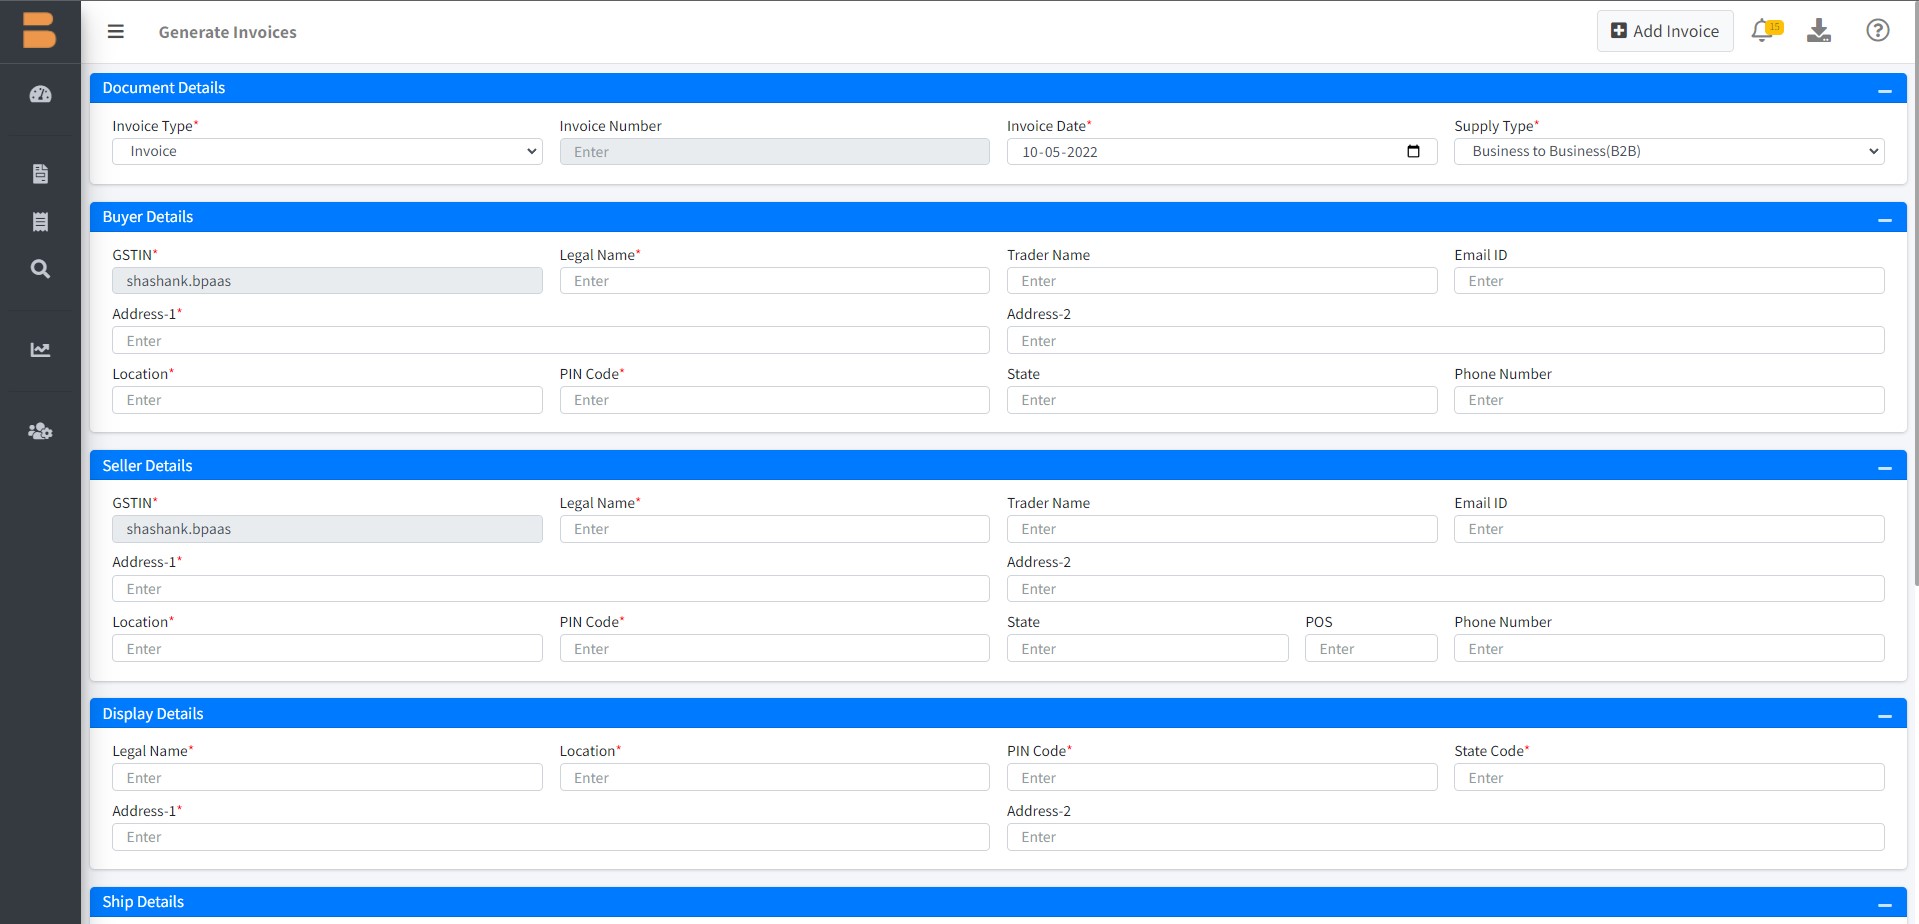 Generate Invoices
Add Invoice
15
Document Details
Invoice Type* Invoice Number Invoice Date* Supply Type*
Invoice Enter 10-05-2022 Business to Business(B2B)
Buyer Details
GSTIN* Legal Name* Trader Name Email ID
shashank.bpaas Enter Enter Enter
Address-1* Address-2
Enter Enter
Location* PIN Code* State Phone Number
Enter Enter Enter Enter
Seller Details
GSTIN* Legal Name* Trader Name Email ID
shashank.bpaas Enter Enter Enter
Address-1* Address-2
Enter Enter
Location* PIN Code* State POS Phone Number
Enter Enter Enter Enter Enter
Display Details
Legal Name* Location* PIN Code* State Code*
Enter Enter Enter Enter
Address-1* Address-2
Enter Enter
Ship Details